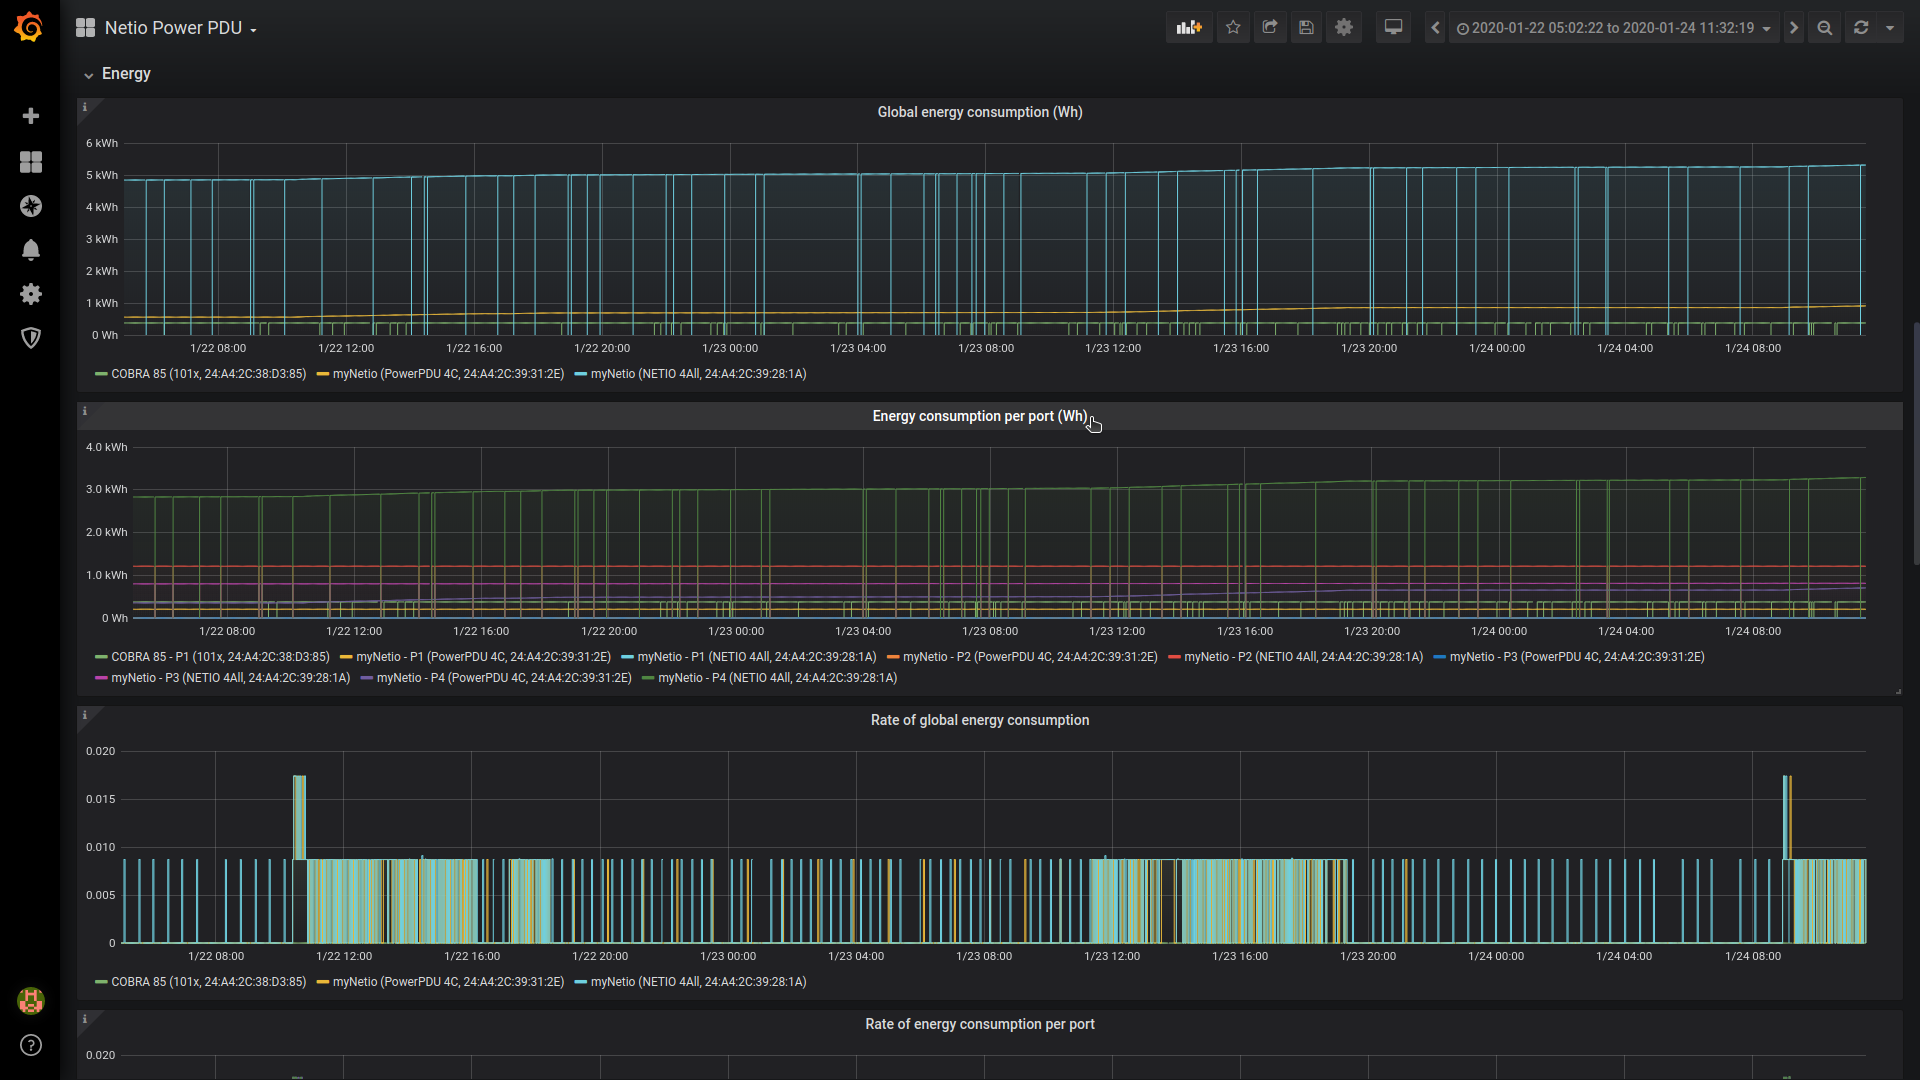 Netio Power PDU
2020-01-22 05:02:22 to 2020-01-24 11:32:19
Energy
Global energy consumption (Wh)
6 kWh
5 kWh
4 kWh
3 kWh
2 kWh
1 kWh
0 Wh
1/22 08:00 1/22 12:00 1/22 16:00 1/22 20:00 1/23 00:00 1/23 04:00 1/23 08:00 1/23 12:00 1/23 16:00 1/23 20:00 1/24 00:00 1/24 04:00 1/24 08:00
COBRA 85 (101x, 24:A4:2C:38:D3:85) myNetio (PowerPDU 4C, 24:A4:2C:39:31:2E) myNetio (NETIO 4All, 24:A4:2C:39:28:1A)
Energy consumption per port (Wh)
4.0 kWh
3.0 kWh
2.0 kWh
1.0 kWh
0 Wh
1/22 08:00 1/22 12:00 1/22 16:00 1/22 20:00 1/23 00:00 1/23 04:00 1/23 08:00 1/23 12:00 1/23 16:00 1/23 20:00 1/24 00:00 1/24 04:00 1/24 08:00
COBRA 85 - P1 (101x, 24:A4:2C:38:D3:85) myNetio - P1 (PowerPDU 4C, 24:A4:2C:39:31:2E) myNetio - P1 (NETIO 4All, 24:A4:2C:39:28:1A) myNetio - P2 (PowerPDU 4C, 24:A4:2C:39:31:2E) myNetio - P2 (NETIO 4All, 24:A4:2C:39:28:1A) myNetio - P3 (PowerPDU 4C, 24:A4:2C:39:31:2E)
myNetio - P3 (NETIO 4All, 24:A4:2C:39:28:1A) myNetio - P4 (PowerPDU 4C, 24:A4:2C:39:31:2E) myNetio - P4 (NETIO 4All, 24:A4:2C:39:28:1A)
Rate of global energy consumption
0.020
0.015
0.010
0.005
0
1/22 08:00 1/22 12:00 1/22 16:00 1/22 20:00 1/23 00:00 1/23 04:00 1/23 08:00 1/23 12:00 1/23 16:00 1/23 20:00 1/24 00:00 1/24 04:00 1/24 08:00
COBRA 85 (101x, 24:A4:2C:38:D3:85) myNetio (PowerPDU 4C, 24:A4:2C:39:31:2E) myNetio (NETIO 4All, 24:A4:2C:39:28:1A)
Rate of energy consumption per port
0.020